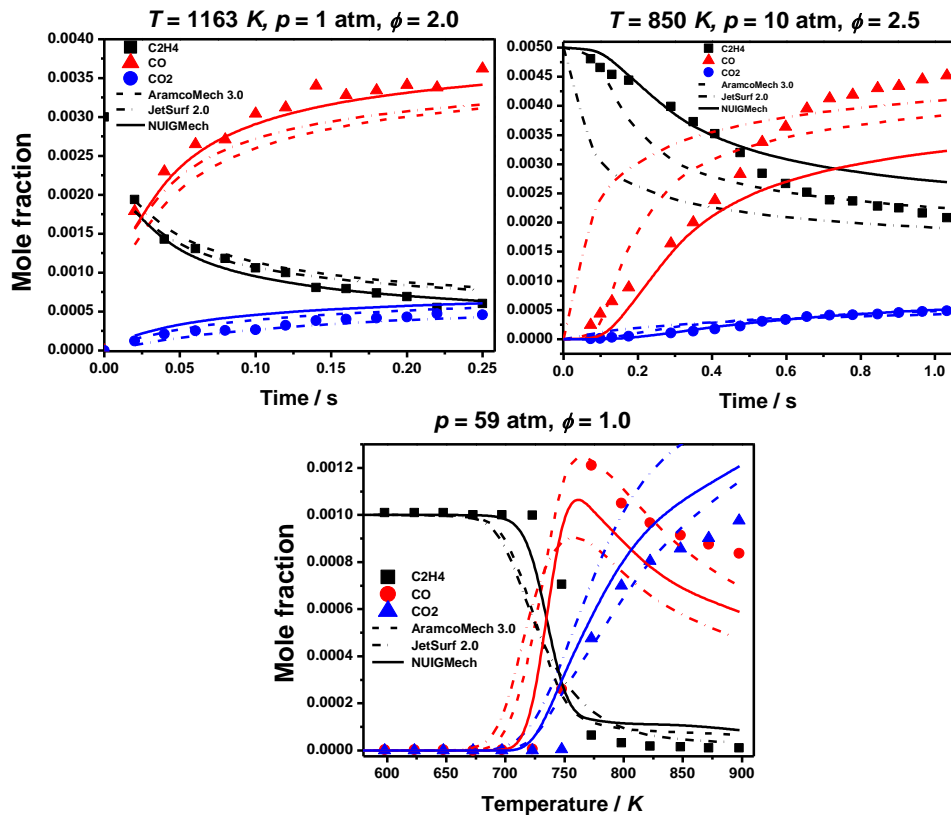 T = 1163 K, p = 1 atm, ϕ = 2.0
0.0040
0.0035
0.0030
0.0025
0.0020
0.0015
0.0010
0.0005
0.0000
Mole fraction
C2H4
CO
CO2
AramcoMech 3.0
JetSurf 2.0
NUIGMech
0.00 0.05 0.10 0.15 0.20 0.25
Time / s
T = 850 K, p = 10 atm, ϕ = 2.5
0.0050
0.0045
0.0040
0.0035
0.0030
0.0025
0.0020
0.0015
0.0010
0.0005
0.0000
C2H4
CO
CO2
AramcoMech 3.0
JetSurf 2.0
NUIGMech
0.0 0.2 0.4 0.6 0.8 1.0
Time / s
p = 59 atm, ϕ = 1.0
0.0012
0.0010
0.0008
0.0006
0.0004
0.0002
0.0000
Mole fraction
C2H4
CO
CO2
AramcoMech 3.0
JetSurf 2.0
NUIGMech
600 650 700 750 800 850 900
Temperature / K